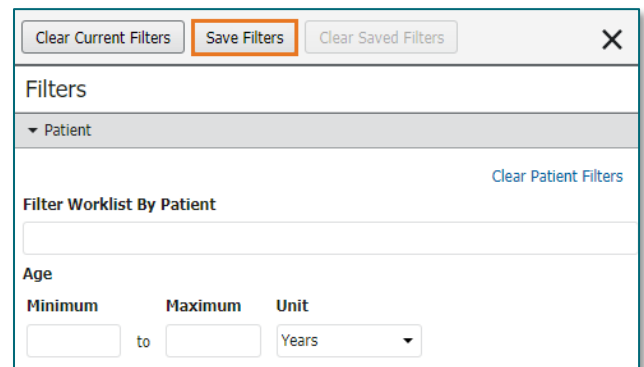 Clear Current Filters Save Filters Clear Saved Filters
Filters
Patient
Clear Patient Filters
Filter Worklist By Patient
Age
Minimum Maximum Unit
to Years